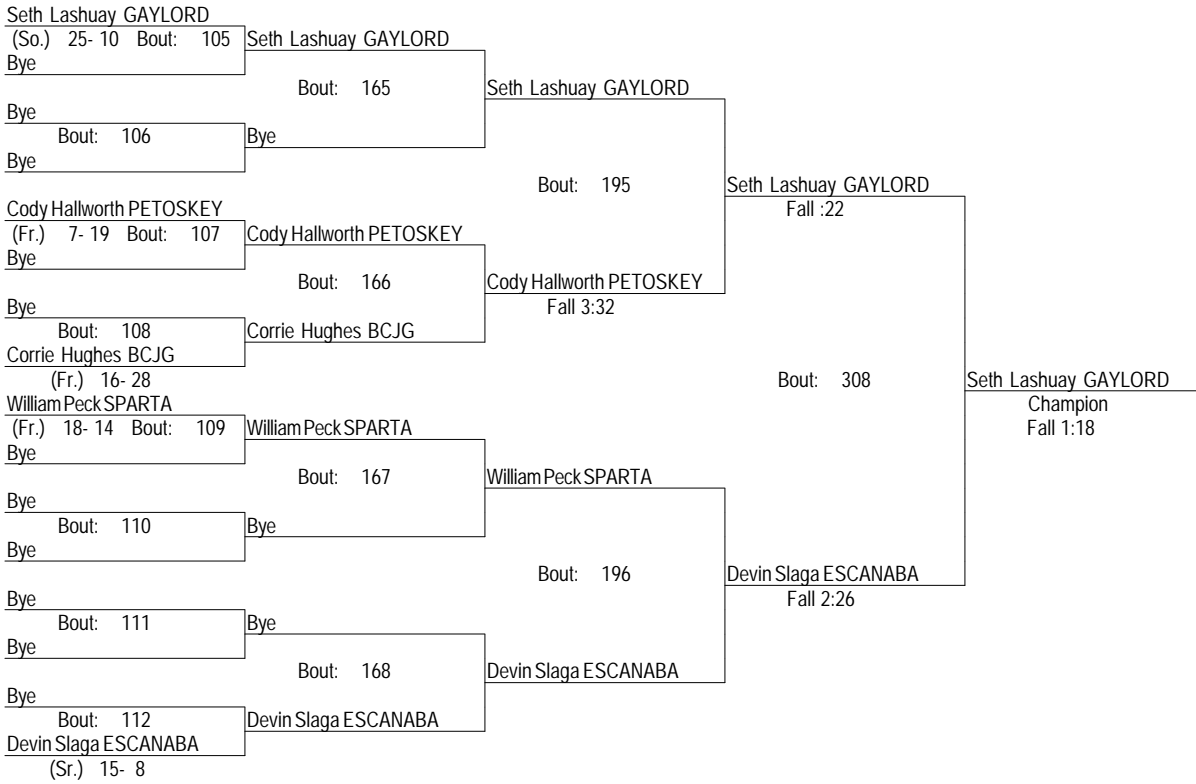 Seth Lashuay GAYLORD
(So.) 25- 10 Bout: 105
Bye
Seth Lashuay GAYLORD
Bout: 165
Bye
Bout: 106
Bye
Bye
Seth Lashuay GAYLORD
Bout: 195
Cody Hallworth PETOSKEY
(Fr.) 7- 19 Bout: 107
Bye
Cody Hallworth PETOSKEY
Bout: 166
Bye
Bout: 108
Corrie Hughes BCJG
(Fr.) 16- 28
Corrie Hughes BCJG
Cody Hallworth PETOSKEY
Fall 3:32
Seth Lashuay GAYLORD
Fall :22
Bout: 308
William Peck SPARTA
(Fr.) 18- 14 Bout: 109
Bye
William Peck SPARTA
Bout: 167
Bye
Bout: 110
Bye
Bye
William Peck SPARTA
Bout: 196
Bye
Bout: 111
Bye
Bye
Bout: 168
Bye
Bout: 112
Devin Slaga ESCANABA
(Sr.) 15- 8
Devin Slaga ESCANABA
Devin Slaga ESCANABA
Devin Slaga ESCANABA
Fall 2:26
Seth Lashuay GAYLORD
Champion
Fall 1:18